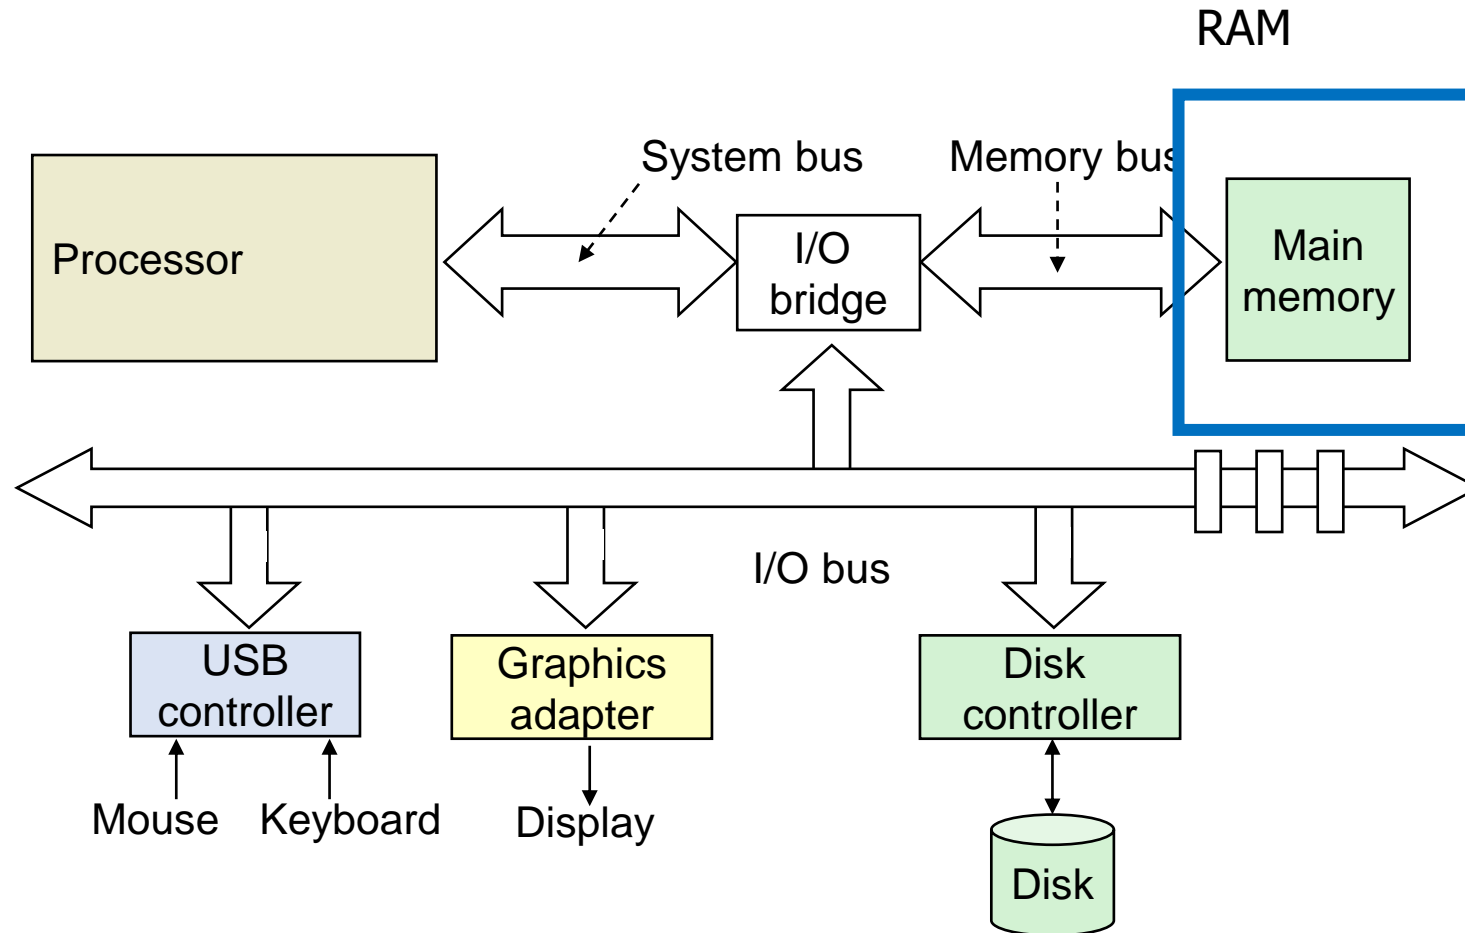 RAM
System bus
Memory bus
Processor
I/O
bridge
Main
memory
I/O bus
USB
controller
Graphics
adapter
Disk
controller
Mouse
Keyboard
Display
Disk